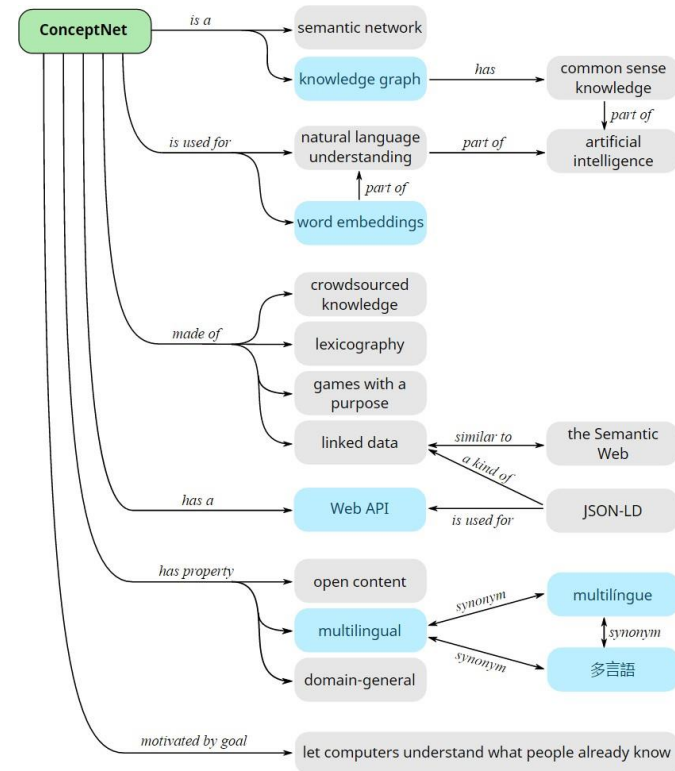 ConceptNet
is a
semantic network
knowledge graph
has
common sense
knowledge
part of
is used for
natural language
understanding
part of
artificial
intelligence
part of
word embeddings
made of
crowdsourced
knowledge
lexicography
games with a
purpose
linked data
similar to
the Semantic
Web
a kind of
has a
Web API
is used for
JSON-LD
has property
open content
multilingual
synonym
multilíngue
synonym
synonym
多言語
domain-general
motivated by goal
let computers understand what people already know